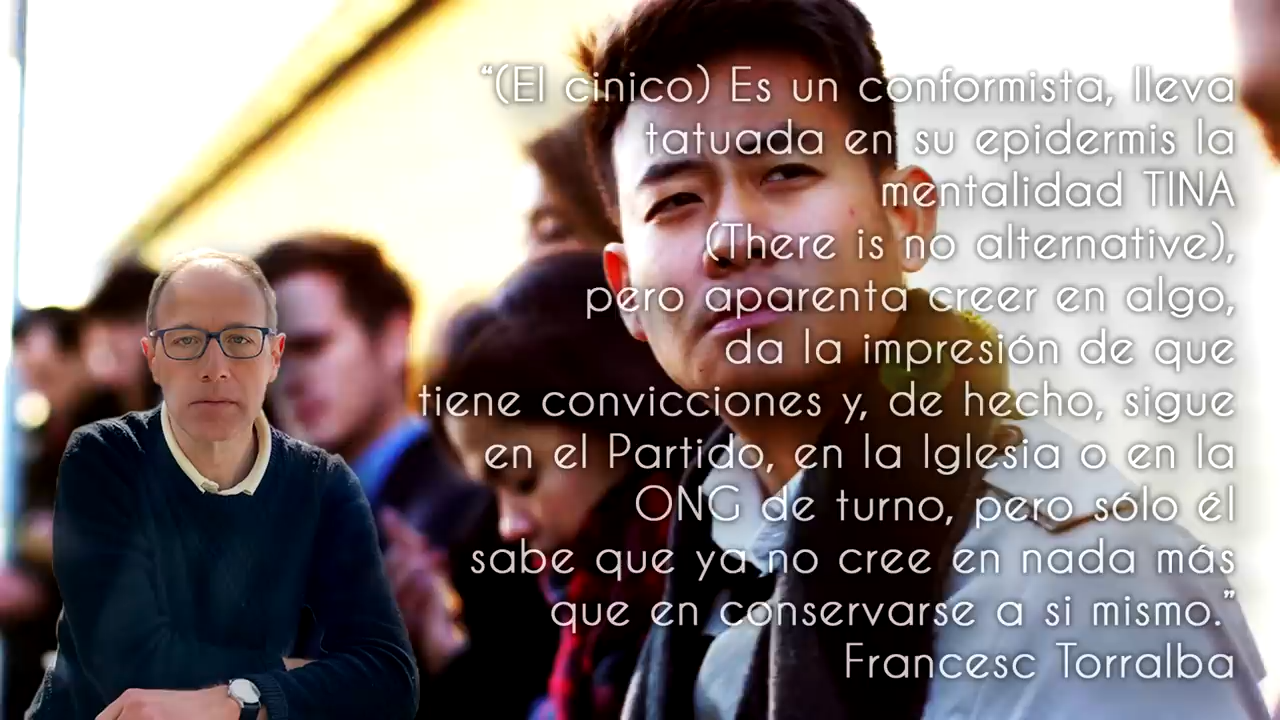 “(El cinico) Es un conformista, lleva
tatuada en su epidermis la
mentalidad TINA
(There is no alternative),
pero aparenta creer en algo,
da la impresión de que
tiene convicciones y, de hecho, sigue
en el Partido, en la Iglesia o en la
ONG de turno, pero sólo él
sabe que ya no cree en nada más
que en conservarse a si mismo.”
Francesc Torralba